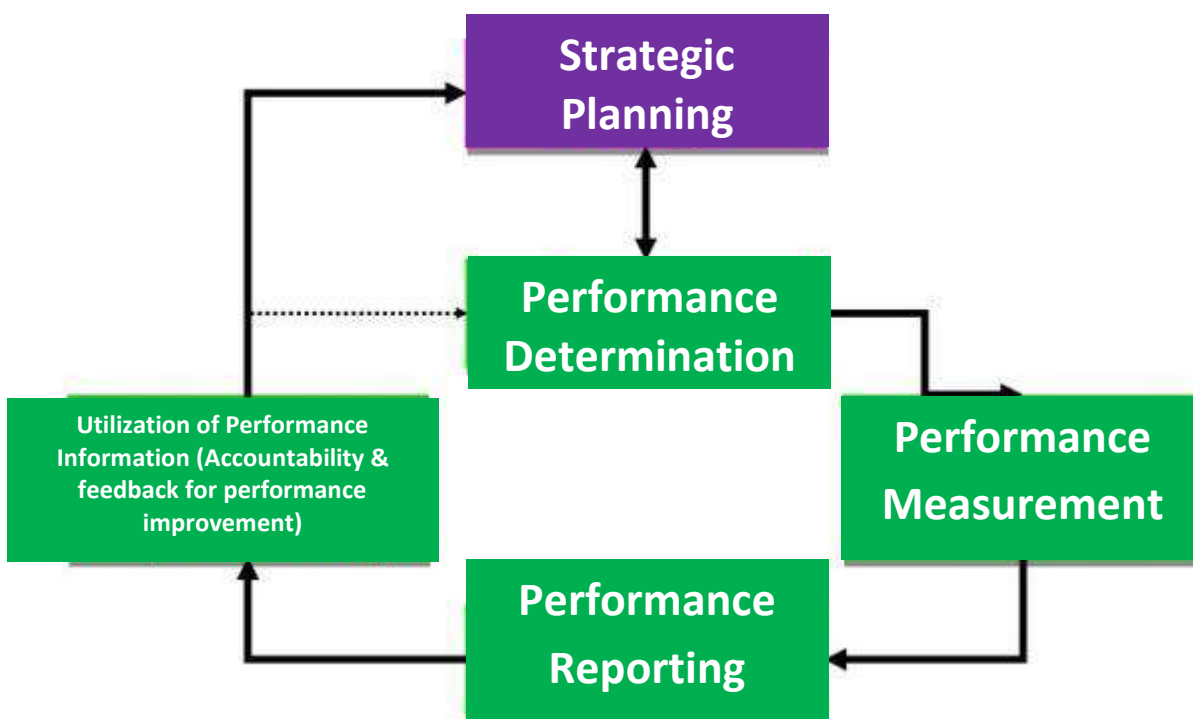 Strategic
Planning
Performance
Determination
Utilization of Performance
Information (Accountability &
feedback for performance
improvement)
Performance
Measurement
Performance
Reporting